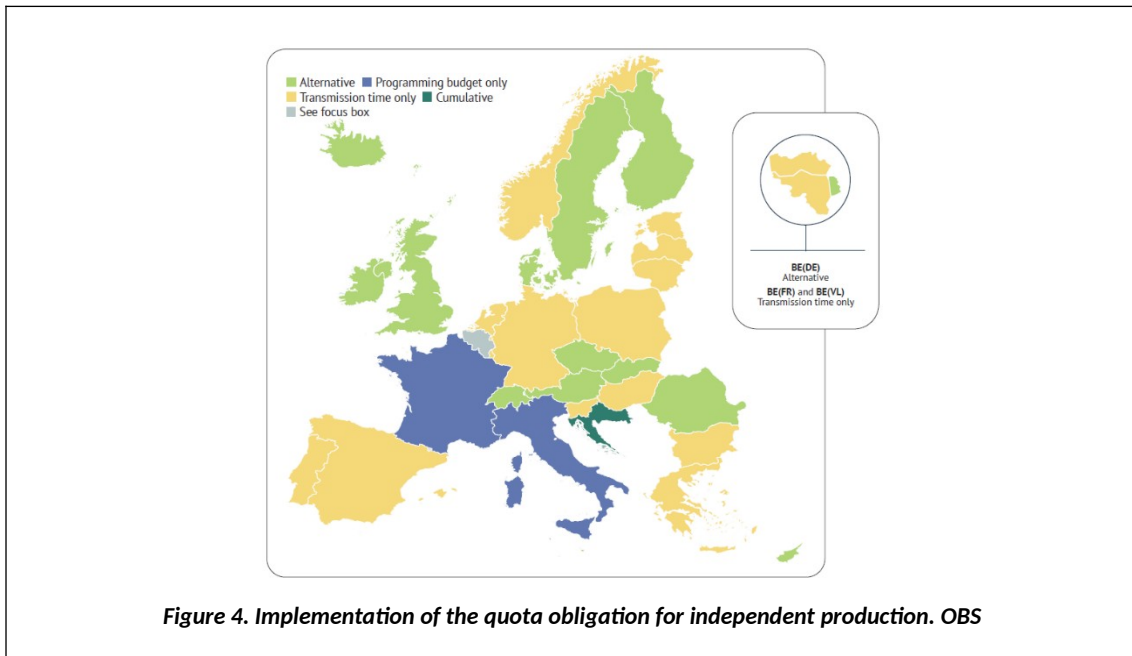 Alternative Programming budget only
Transmission time only Cumulative
See focus box
BE(DE)
Alternative
BE(FR) and BE(VL)
Transmission time only
Figure 4. Implementation of the quota obligation for independent production. OBS